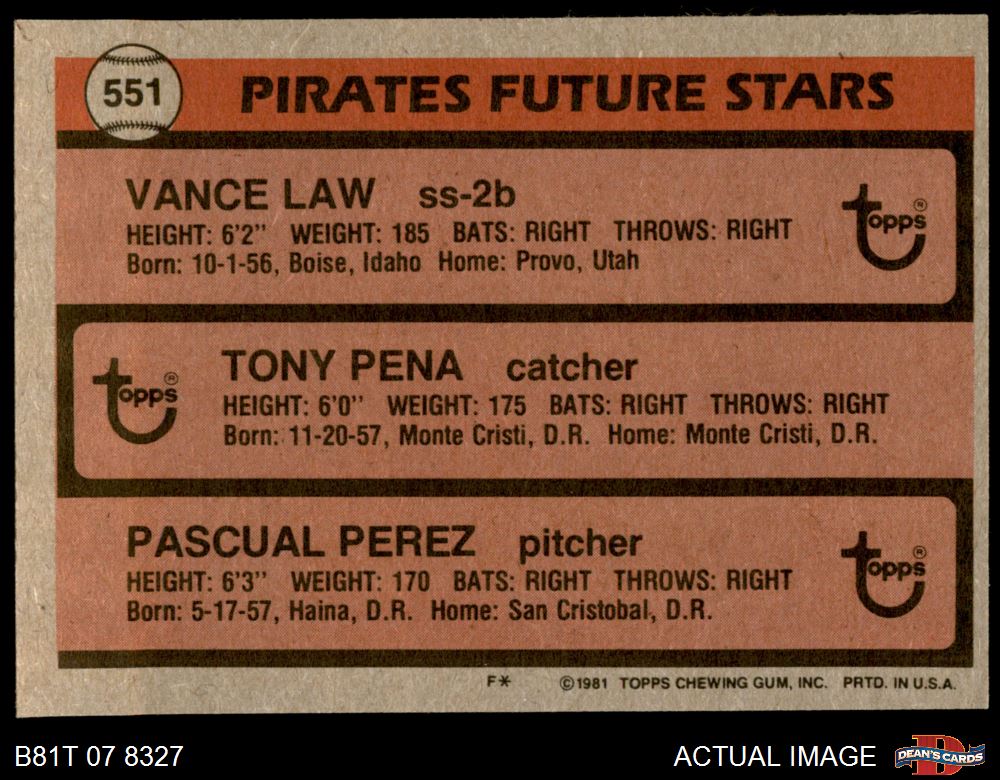 551
PIRATES FUTURE STARS
VANCE LAW ss-2b
HEIGHT: 6'2" WEIGHT: 185 BATS: RIGHT THROWS: RIGHT
Born: 10-1-56, Boise, Idaho Home: Provo, Utah
topps®
TONY PENA catcher
HEIGHT: 6'0" WEIGHT: 175 BATS: RIGHT THROWS: RIGHT
Born: 11-20-57, Monte Cristi, D.R. Home: Monte Cristi, D.R.
topps®
PASCUAL PEREZ pitcher
HEIGHT: 6'3" WEIGHT: 170 BATS: RIGHT THROWS: RIGHT
Born: 5-17-57, Haina, D.R. Home: San Cristobal, D.R.
topps®
F* ©1981 TOPPS CHEWING GUM, INC. PRTD. IN U.S.A.
B81T 07 8327
ACTUAL IMAGE
D
DEAN'S CARDS